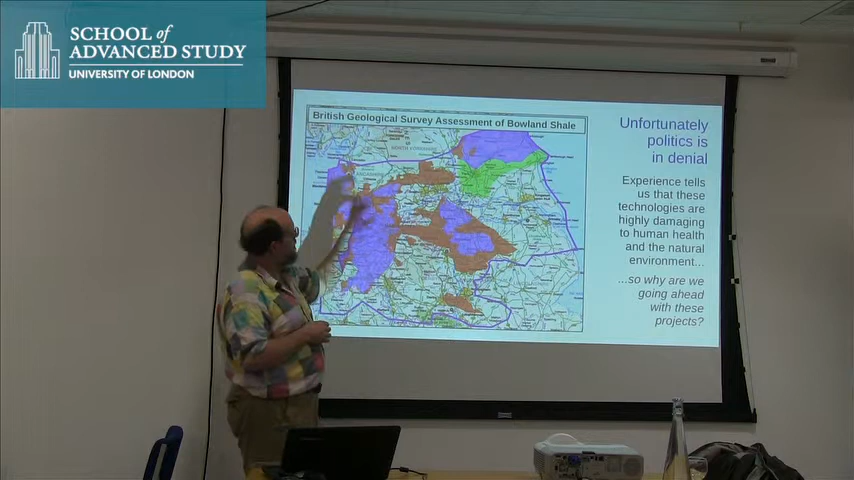 SCHOOL of
ADVANCED STUDY
UNIVERSITY OF LONDON
British Geological Survey Assessment of Bowland Shale
Unfortunately
politics is
in denial
Experience tells
us that these
technologies are
highly damaging
to human health
and the natural
environment...
...so why are we
going ahead
with these
projects?